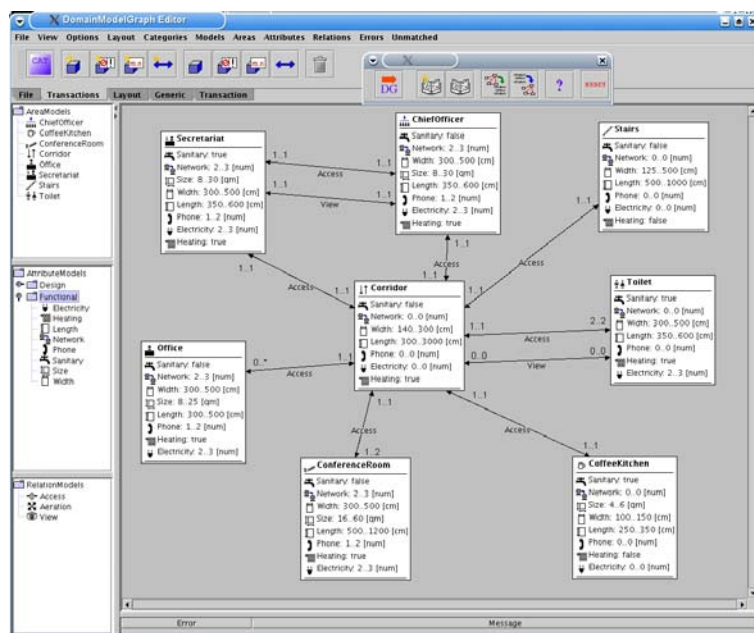 DomainModelGraph Editor
File View Options Layout Categories Models Areas Attributes Relations Errors Unmatched
CAT
DG
?
RESET
File Transactions Layout Generic Transaction
AreaModels
ChiefOfficer
CoffeeKitchen
ConferenceRoom
Corridor
Office
Secretariat
Stairs
Toilet
AttributeModels
Design
Functional
Electricity
Heating
Length
Network
Phone
Sanitary
Size
Width
RelationModels
Access
Aeration
View
Secretariat
Sanitary: true
Network: 2..3 [num]
Size: 8..30 [qm]
Width: 300..500 [cm]
Length: 350..600 [cm]
Phone: 1..2 [num]
Electricity: 2..3 [num]
Heating: true
1..1 Access 1..1
1..1 View 1..1
ChiefOfficer
Sanitary: false
Network: 2..3 [num]
Width: 300..500 [cm]
Size: 8..30 [qm]
Length: 350..600 [cm]
Phone: 1..2 [num]
Electricity: 2..3 [num]
Heating: true
Stairs
Sanitary: false
Network: 0..0 [num]
Width: 125..500 [cm]
Length: 500..1000 [cm]
Phone: 0..0 [num]
Electricity: 0..0 [num]
Heating: false
1..1 Access 1..1
1..1 Access 1..1
1..1 Access 1..1
Corridor
Sanitary: false
Network: 0..0 [num]
Width: 140..300 [cm]
Length: 300..3000 [cm]
Phone: 0..0 [num]
Electricity: 0..0 [num]
Heating: true
Toilet
Sanitary: true
Network: 0..0 [num]
Width: 300..500 [cm]
Length: 350..600 [cm]
Phone: 0..0 [num]
Heating: true
Electricity: 2..3 [num]
1..1 Access 2..2
0..0 View 0..0
Office
Sanitary: false
Network: 2..3 [num]
Width: 300..500 [cm]
Size: 8..25 [qm]
Length: 300..500 [cm]
Phone: 1..2 [num]
Heating: true
Electricity: 2..3 [num]
0..* Access 1..1
1..1 Access 1..2
1..1 Access 1..1
ConferenceRoom
Sanitary: false
Network: 2..3 [num]
Width: 300..500 [cm]
Size: 16..60 [qm]
Length: 500..1200 [cm]
Phone: 1..2 [num]
Heating: true
Electricity: 2..3 [num]
CoffeeKitchen
Sanitary: true
Network: 0..0 [num]
Size: 4..6 [qm]
Width: 100..150 [cm]
Length: 250..350 [cm]
Phone: 0..0 [num]
Heating: false
Electricity: 0..0 [num]
Error Message